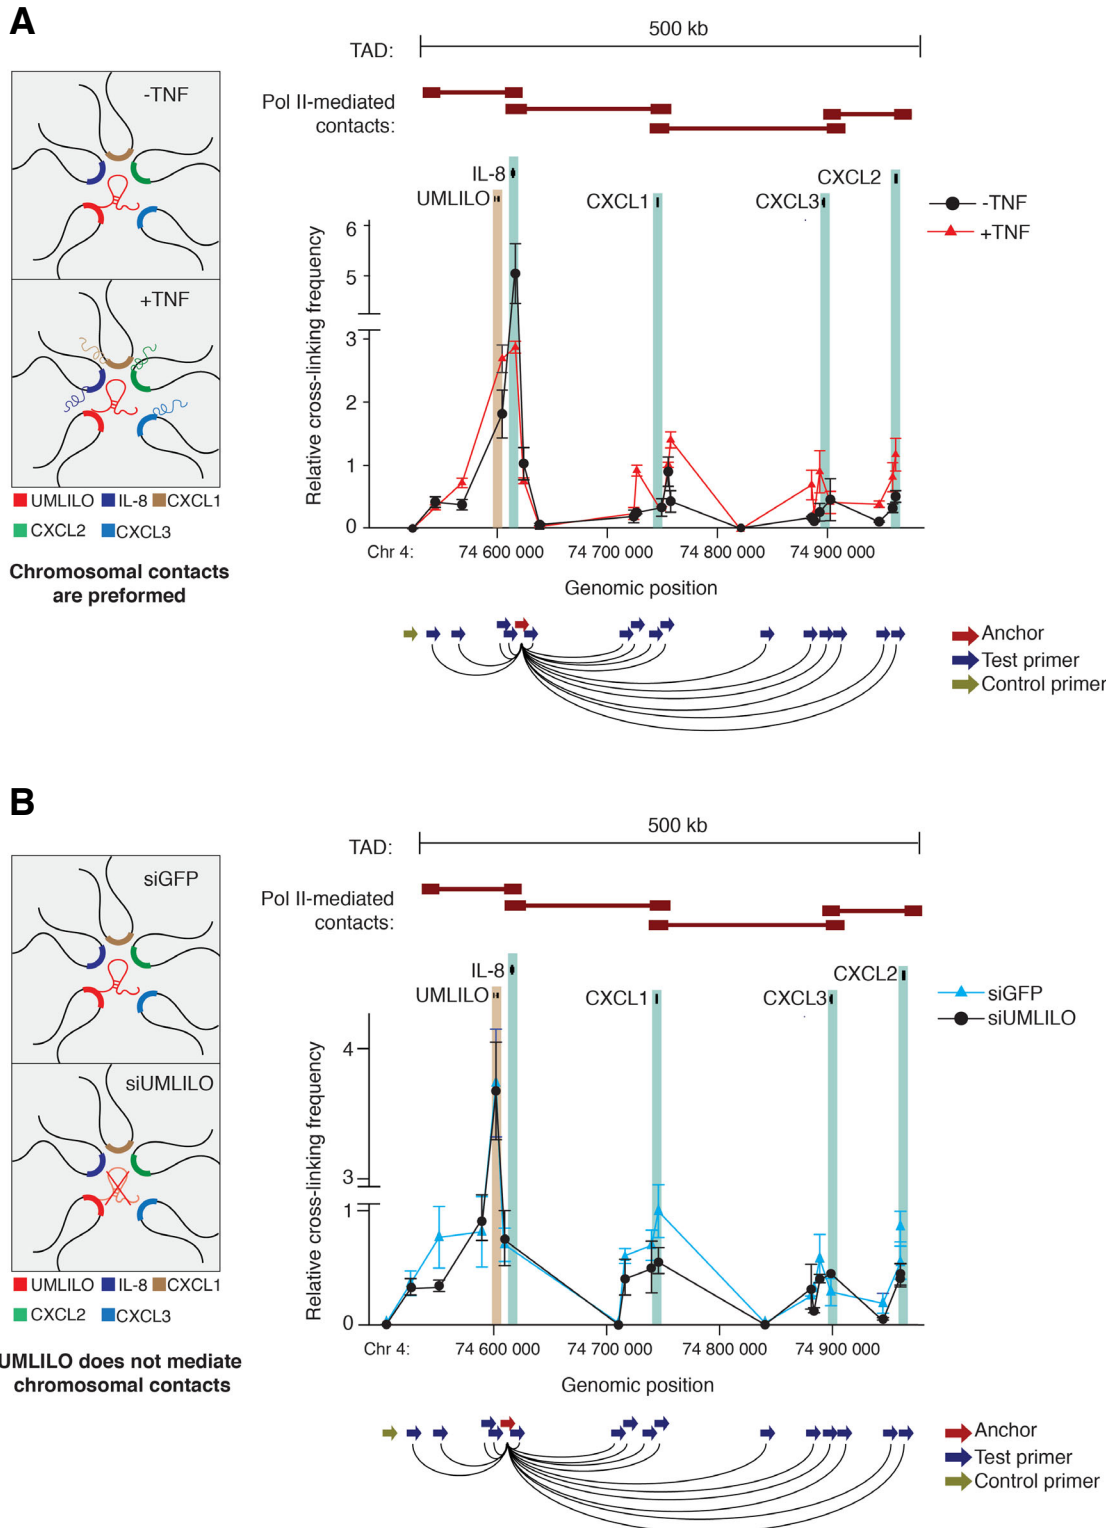 A
500 kb
TAD:
-TNF
Pol II-mediated
contacts:
IL-8
UMLILO
CXCL1
CXCL3
CXCL2
-TNF
+TNF
+TNF
Relative cross-linking frequency
6
5
3
2
1
0
Chr 4:
74 600 000
74 700 000
74 800 000
74 900 000
Genomic position
UMLILO
IL-8
CXCL1
CXCL2
CXCL3
Chromosomal contacts
are preformed
Anchor
Test primer
Control primer
B
500 kb
TAD:
siGFP
Pol II-mediated
contacts:
IL-8
UMLILO
CXCL1
CXCL3
CXCL2
siGFP
siUMLILO
siUMLILO
Relative cross-linking frequency
4
3
1
0
Chr 4:
74 600 000
74 700 000
74 800 000
74 900 000
Genomic position
UMLILO
IL-8
CXCL1
CXCL2
CXCL3
UMLILO does not mediate
chromosomal contacts
Anchor
Test primer
Control primer